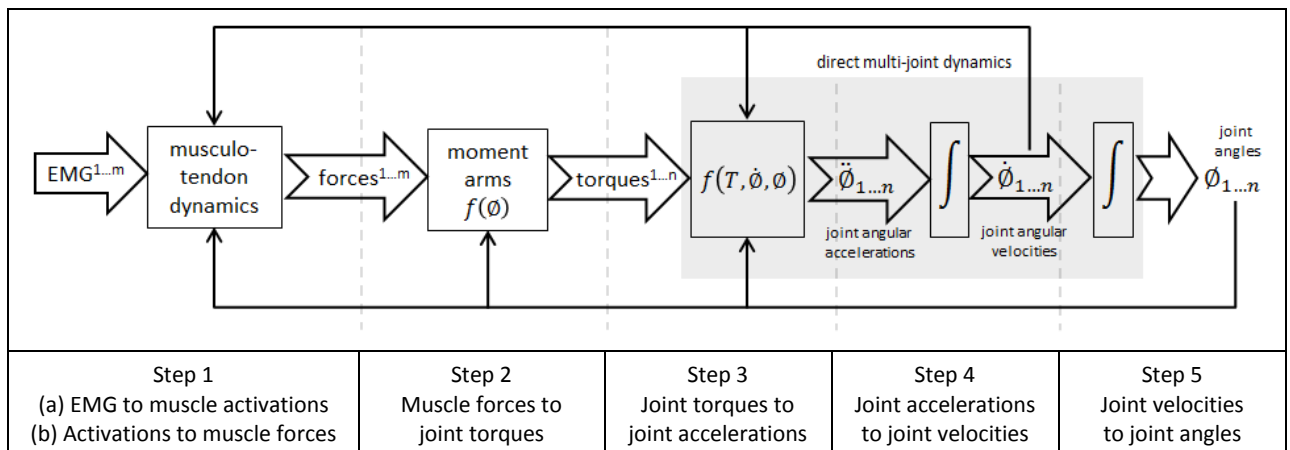 direct multi-joint dynamics
EMG¹···ᵐ
musculo-
tendon
dynamics
forces¹···ᵐ
moment
arms
f(Ø)
torques¹···ⁿ
f(T, Ø̇, Ø)
Ø̈₁…ₙ
joint angular
accelerations
∫
Ø̇₁…ₙ
joint angular
velocities
∫
joint
angles
Ø₁…ₙ
Step 1
(a) EMG to muscle activations
(b) Activations to muscle forces
Step 2
Muscle forces to
joint torques
Step 3
Joint torques to
joint accelerations
Step 4
Joint accelerations
to joint velocities
Step 5
Joint velocities
to joint angles